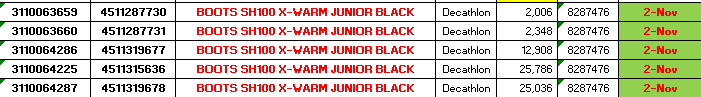 3110063659 4511287730 BOOTS SH100 X-WARM JUNIOR BLACK Decathlon 2,006 8287476 2-Nov
3110063660 4511287731 BOOTS SH100 X-WARM JUNIOR BLACK Decathlon 2,348 8287476 2-Nov
3110064286 4511319677 BOOTS SH100 X-WARM JUNIOR BLACK Decathlon 12,908 8287476 2-Nov
3110064225 4511315636 BOOTS SH100 X-WARM JUNIOR BLACK Decathlon 25,786 8287476 2-Nov
3110064287 4511319678 BOOTS SH100 X-WARM JUNIOR BLACK Decathlon 25,036 8287476 2-Nov